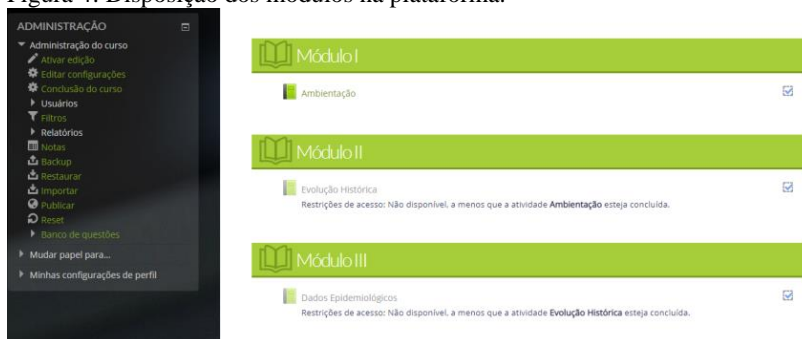 Figura 4. Disposição dos módulos na plataforma.
ADMINISTRAÇÃO
Administração do curso
Ativar edição
Editar configurações
Conclusão do curso
Usuários
Filtros
Relatórios
Notas
Backup
Restaurar
Importar
Publicar
Reset
Banco de questões
Mudar papel para...
Minhas configurações de perfil
Módulo I
Ambientação
Módulo II
Evolução Histórica
Restrições de acesso: Não disponível, a menos que a atividade Ambientação esteja concluída.
Módulo III
Dados Epidemiológicos
Restrições de acesso: Não disponível, a menos que a atividade Evolução Histórica esteja concluída.